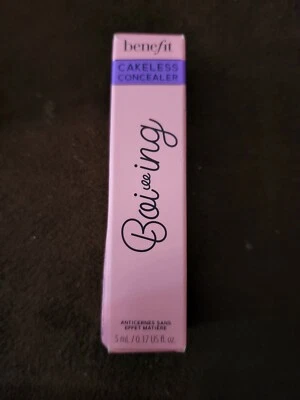 benefit
CAKELESS
CONCEALER
Boi-ing
ANTICERNES SANS
EFFET MATIÈRE
5 mL / 0.17 US fl. oz.